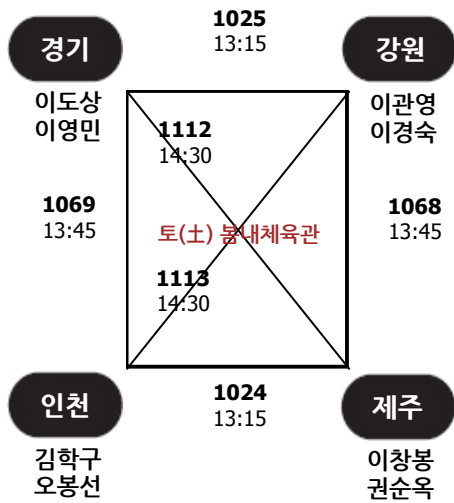 1025
13:15
경기
강원
이도상
이영민
이관영
이경숙
1112
14:30
1069
13:45
1068
13:45
토(土) 봄내체육관
1113
14:30
인천
제주
1024
13:15
김학구
오봉선
이창봉
권순옥